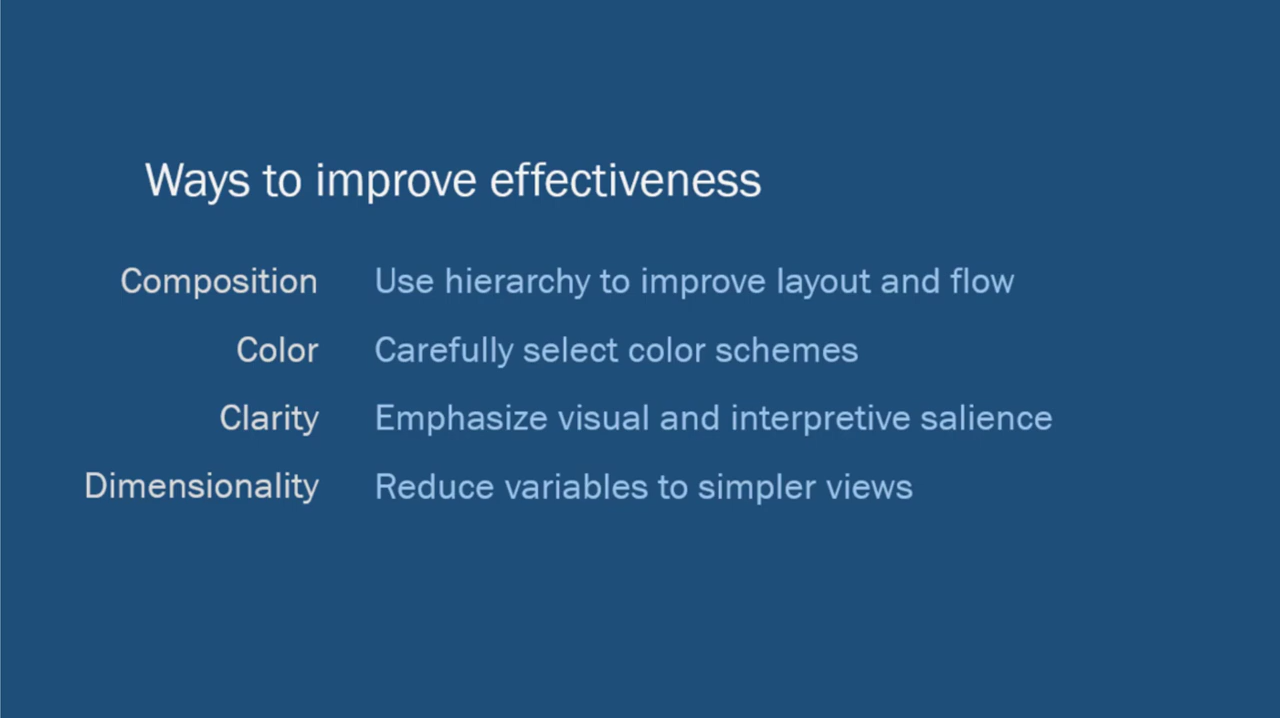 Ways to improve effectiveness
Composition Use hierarchy to improve layout and flow
Color Carefully select color schemes
Clarity Emphasize visual and interpretive salience
Dimensionality Reduce variables to simpler views